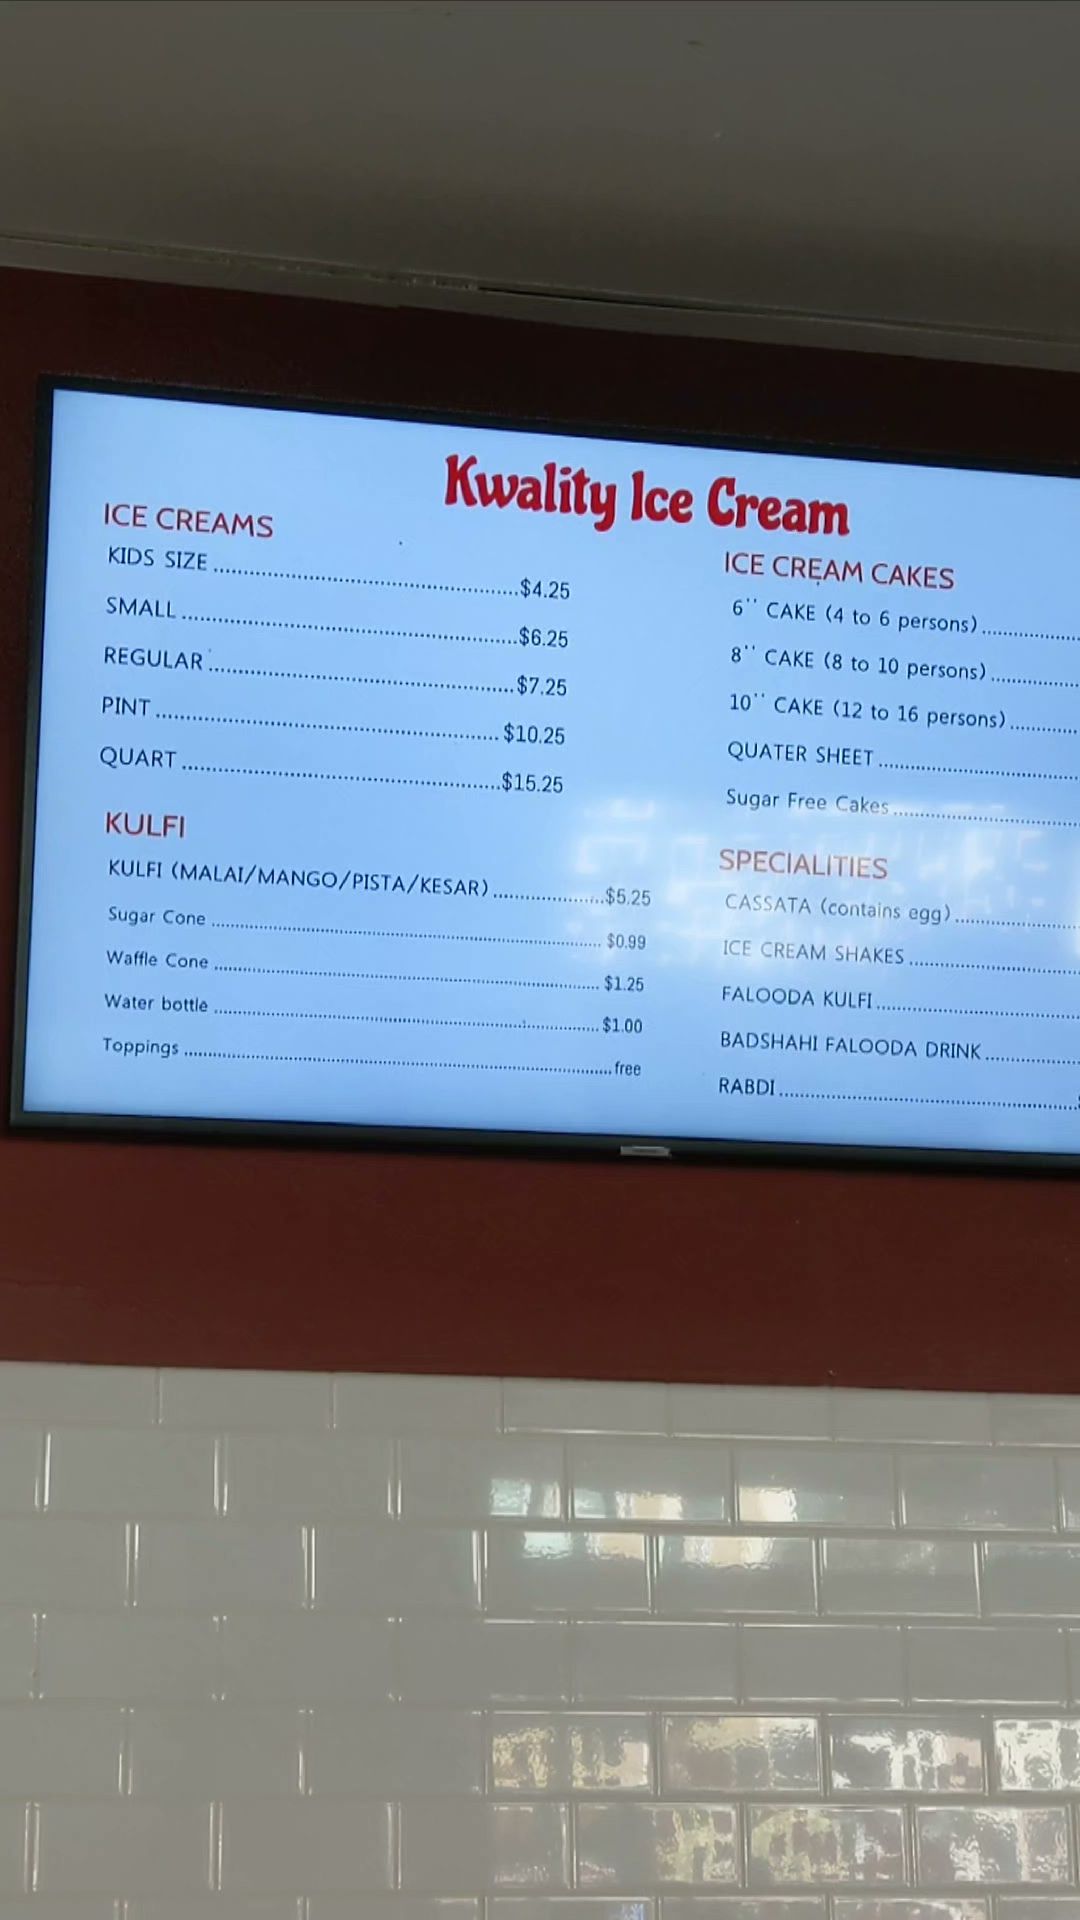 Kwality Ice Cream
ICE CREAMS
KIDS SIZE ........ $4.25
SMALL ........ $6.25
REGULAR ........ $7.25
PINT ........ $10.25
QUART ........ $15.25
KULFI
KULFI (MALAI/MANGO/PISTA/KESAR) ........ $5.25
Sugar Cone ........ $0.99
Waffle Cone ........ $1.25
Water bottle ........ $1.00
Toppings ........ free
ICE CREAM CAKES
6'' CAKE (4 to 6 persons) ........
8'' CAKE (8 to 10 persons) ........
10'' CAKE (12 to 16 persons) ........
QUATER SHEET ........
Sugar Free Cakes ........
SPECIALITIES
CASSATA (contains egg) ........
ICE CREAM SHAKES ........
FALOODA KULFI ........
BADSHAHI FALOODA DRINK ........
RABDI ........